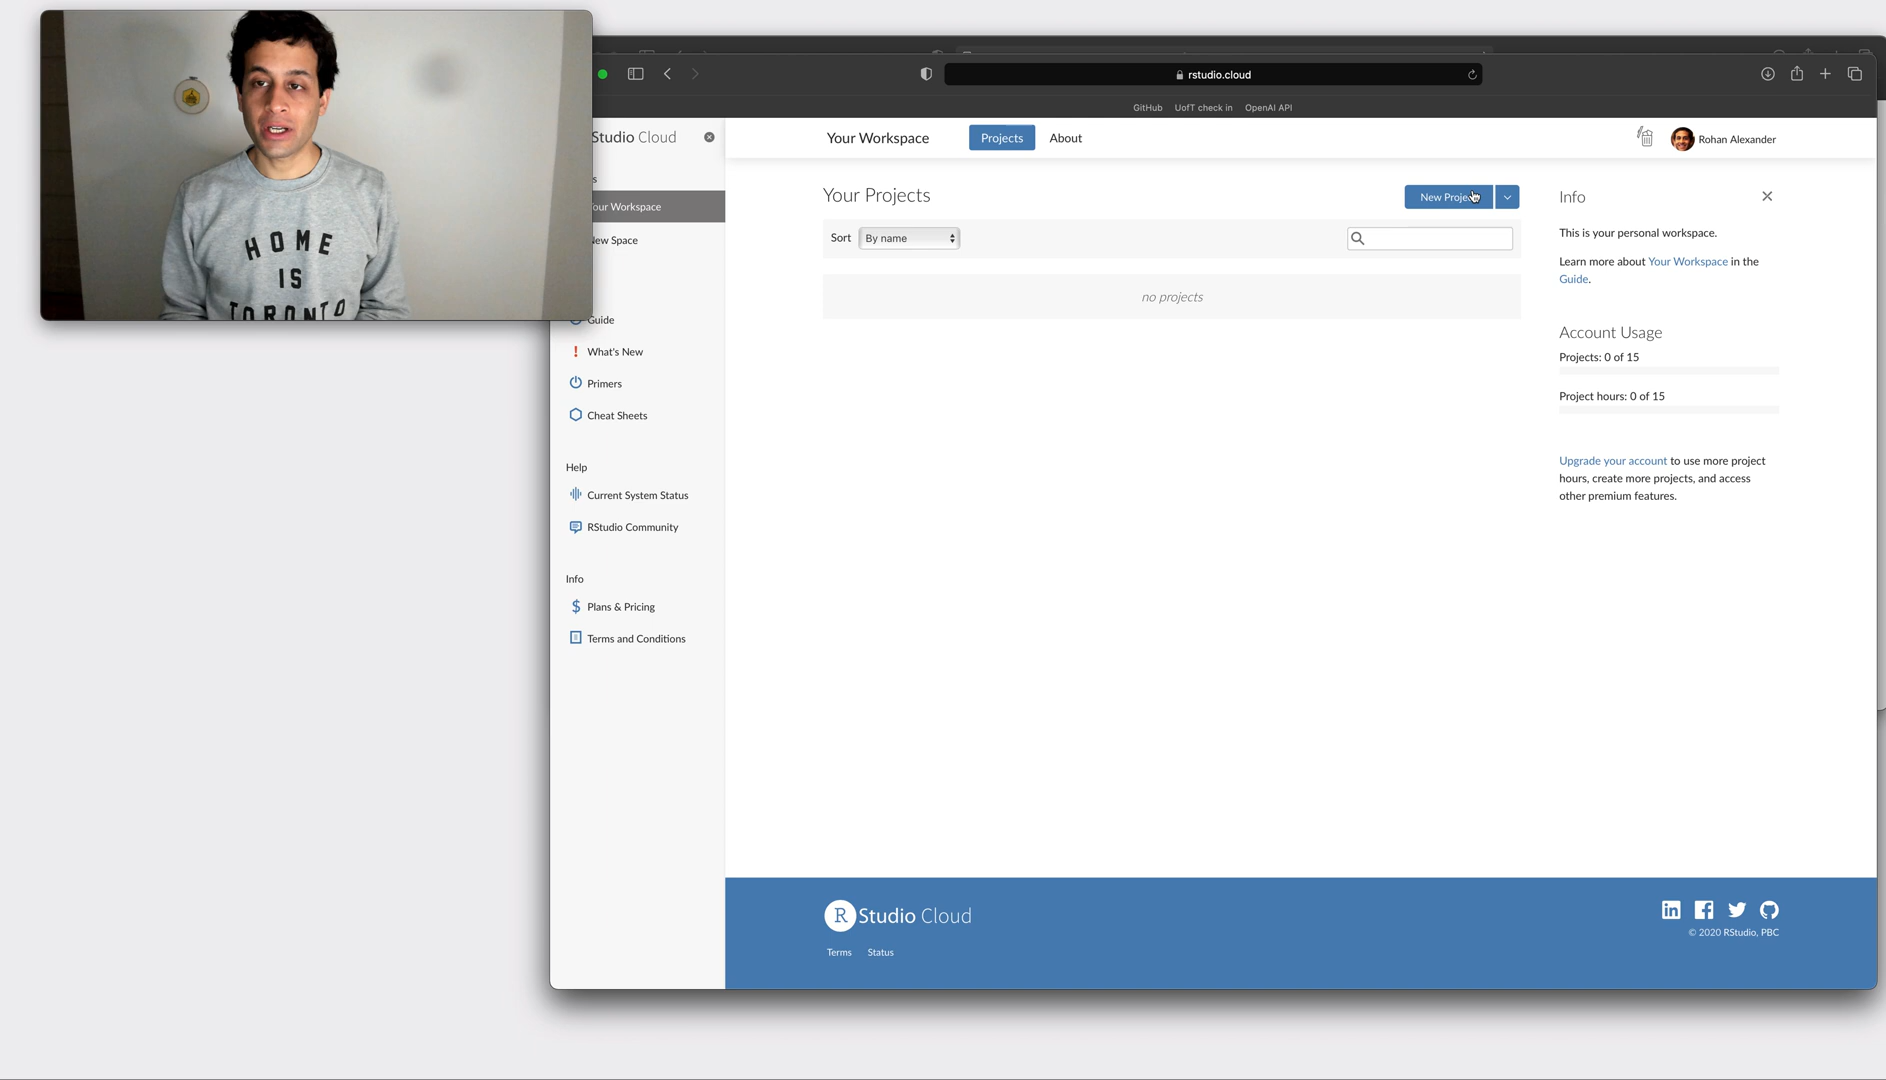 HOME
IS
TORONTO
rstudio.cloud
GitHub UofT check in OpenAI API
Studio Cloud
Your Workspace Projects About
Rohan Alexander
s
Your Workspace
New Space
Guide
What's New
Primers
Cheat Sheets
Help
Current System Status
RStudio Community
Info
Plans & Pricing
Terms and Conditions
Your Projects
New Project
Sort By name
no projects
Info
This is your personal workspace.
Learn more about Your Workspace in the
Guide.
Account Usage
Projects: 0 of 15
Project hours: 0 of 15
Upgrade your account to use more project
hours, create more projects, and access
other premium features.
R Studio Cloud
Terms Status
© 2020 RStudio, PBC